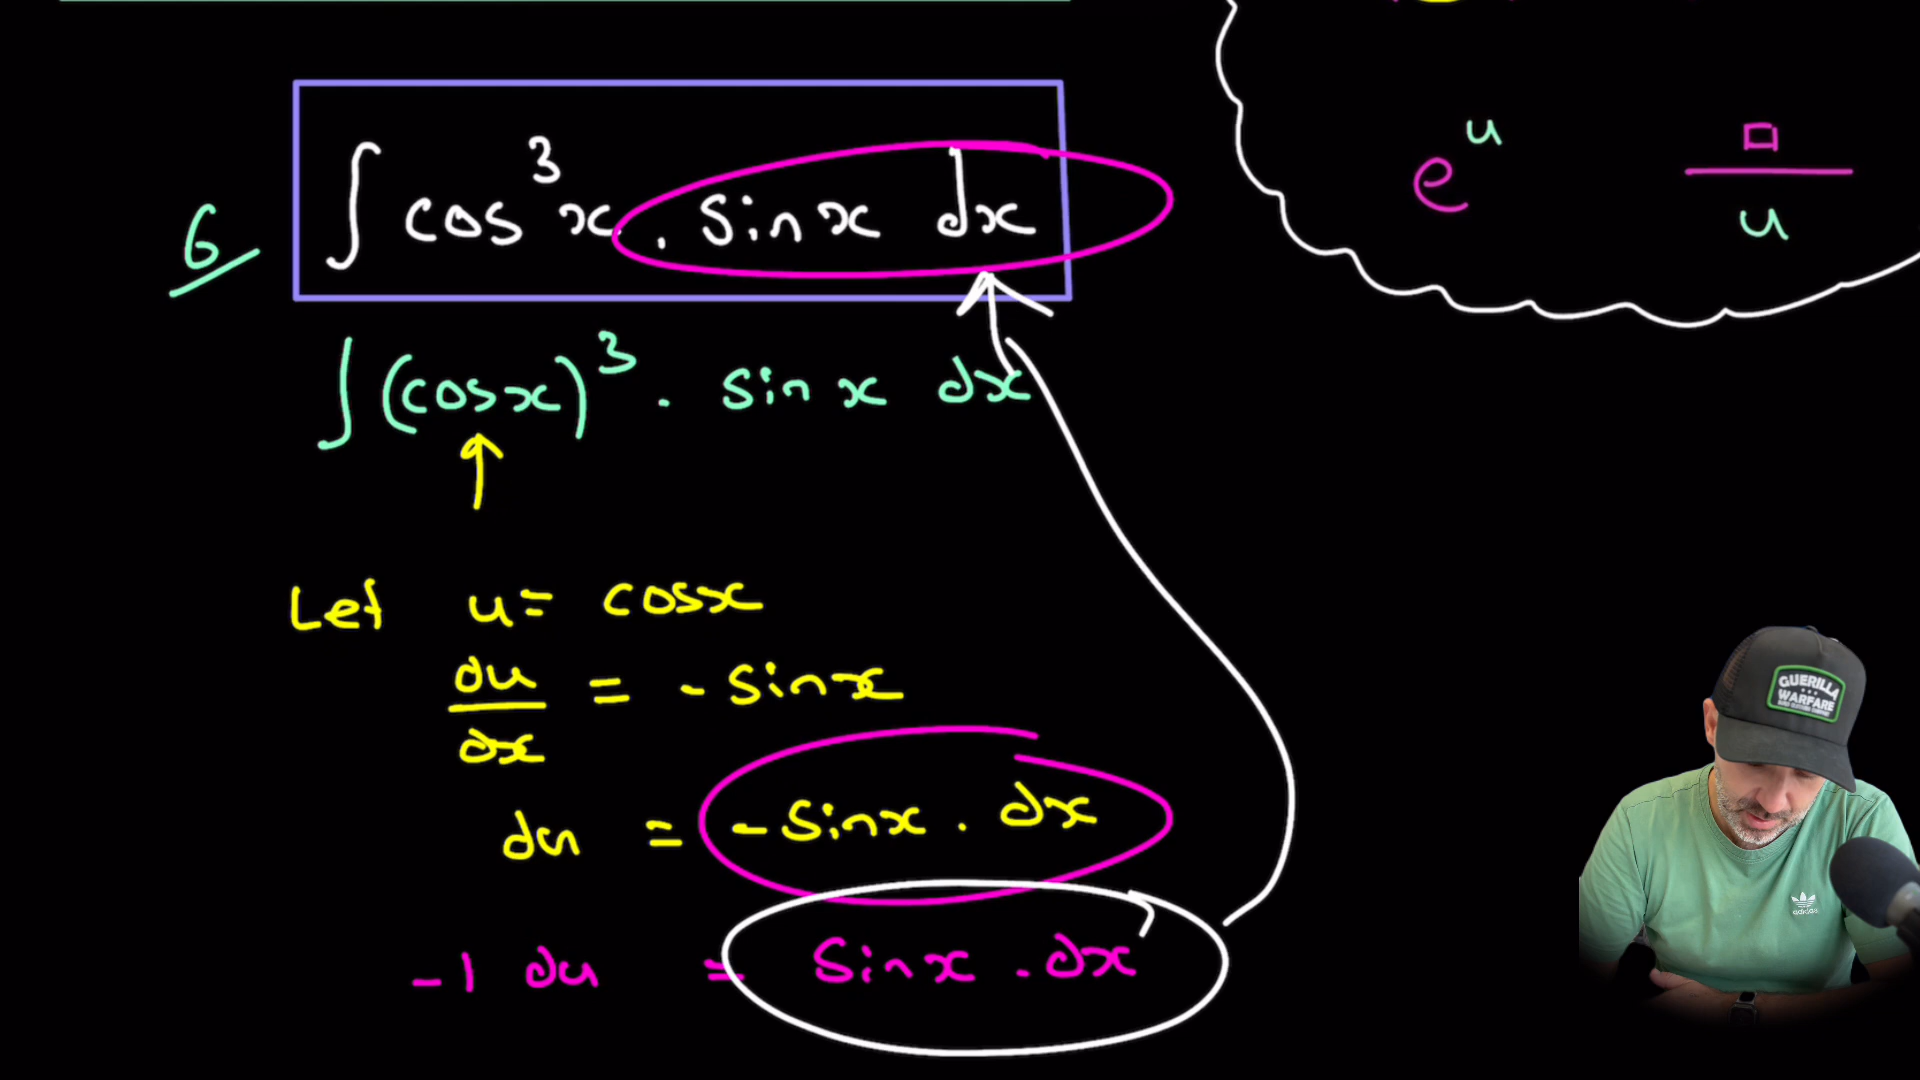 6
∫ cos³x . sinx dx
e^u □/u
∫ (cosx)³ . sin x dx
Let u = cosx
du/dx = - sinx
du = - sinx . dx
-1 du = sinx . dx
GUERILLA
WARFARE
adidas